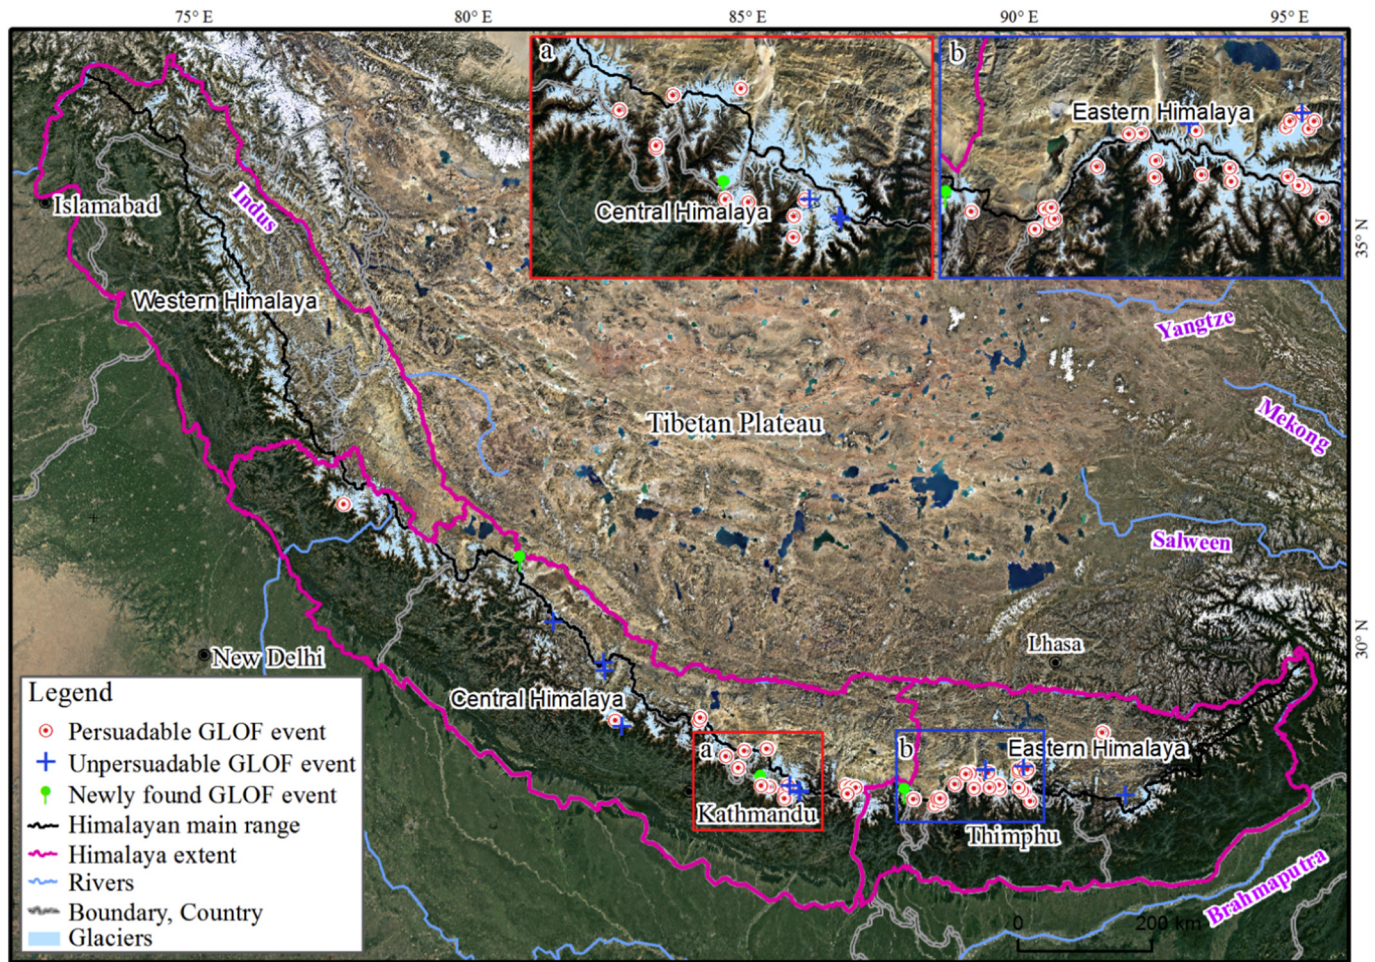 75° E
80° E
85° E
90° E
95° E
a
b
Eastern Himalaya
Central Himalaya
Islamabad
Indus
35° N
Western Himalaya
Yangtze
Tibetan Plateau
Mekong
Salween
30° N
New Delhi
Lhasa
Central Himalaya
a
b
Eastern Himalaya
Kathmandu
Thimphu
Brahmaputra
Legend
Persuadable GLOF event
Unpersuadable GLOF event
Newly found GLOF event
Himalayan main range
Himalaya extent
Rivers
Boundary, Country
Glaciers
0 200 km